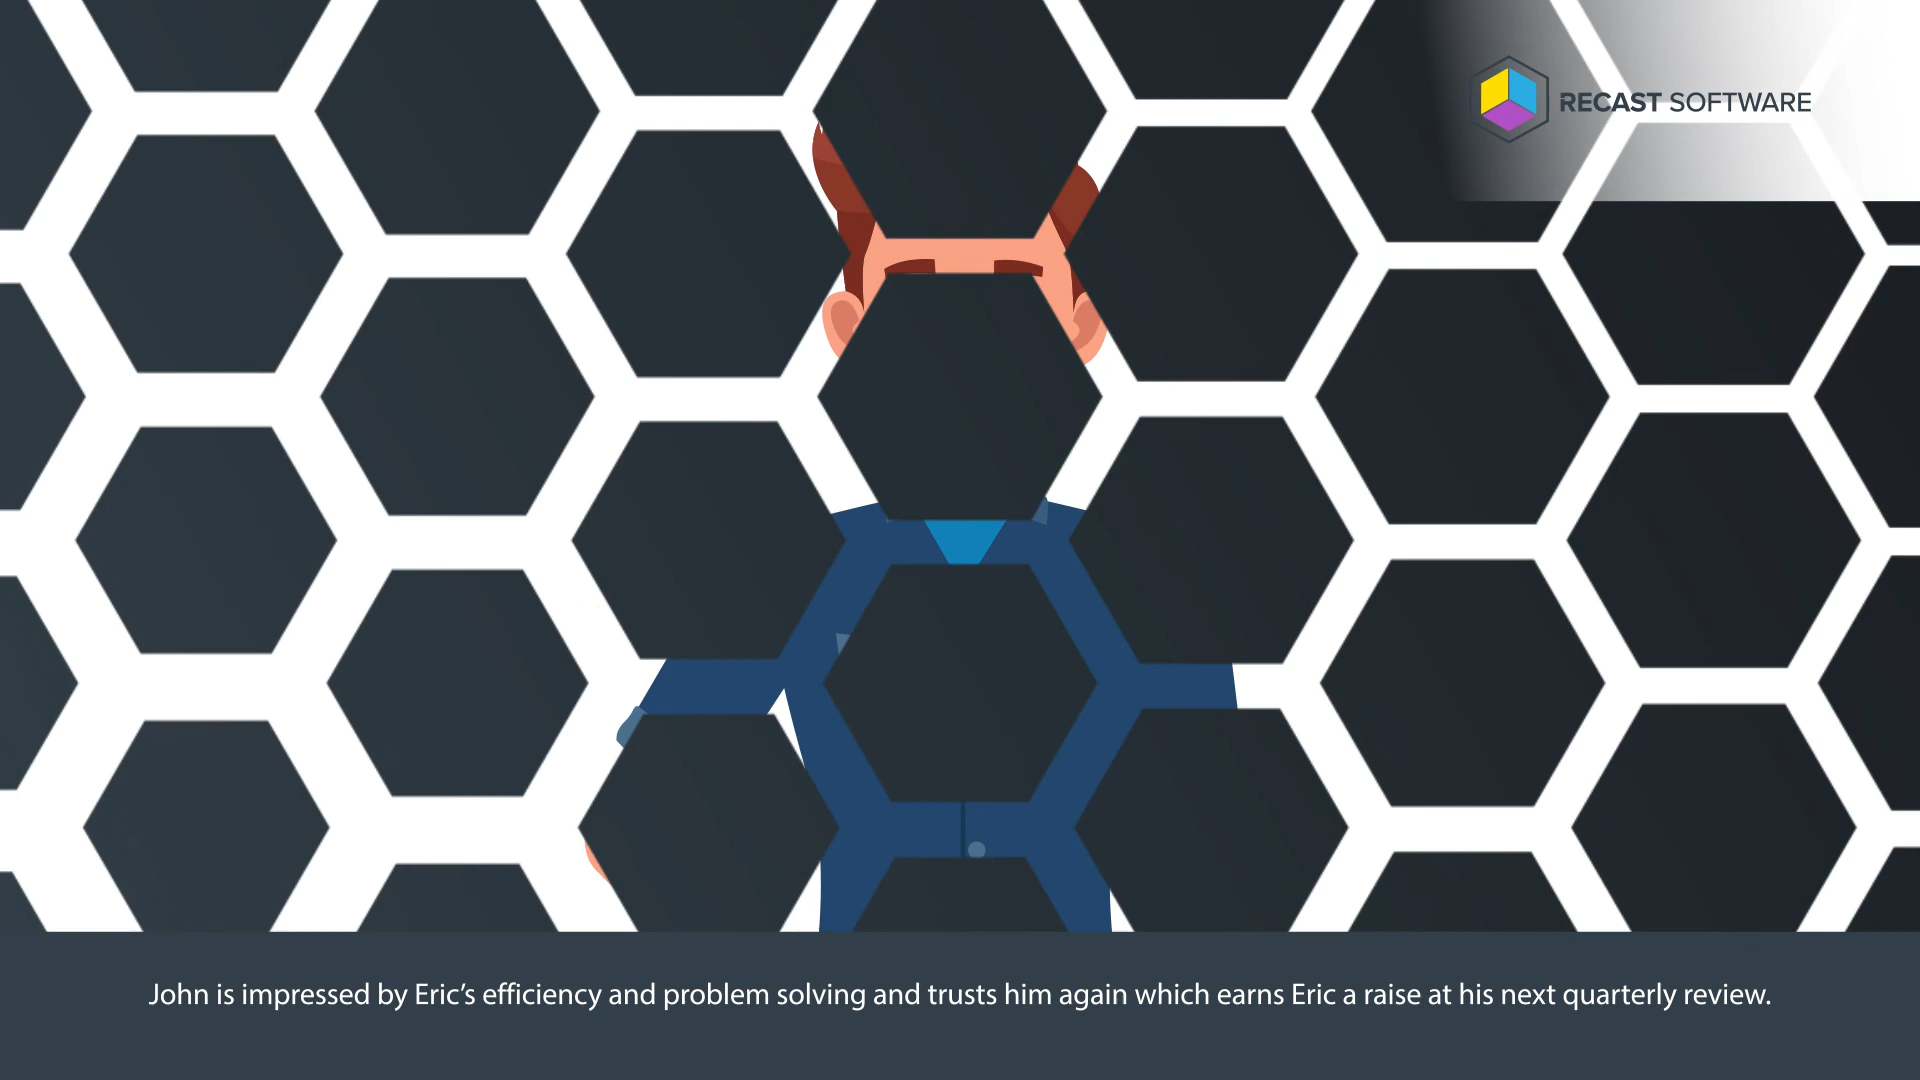 RECAST SOFTWARE
John is impressed by Eric’s efficiency and problem solving and trusts him again which earns Eric a raise at his next quarterly review.